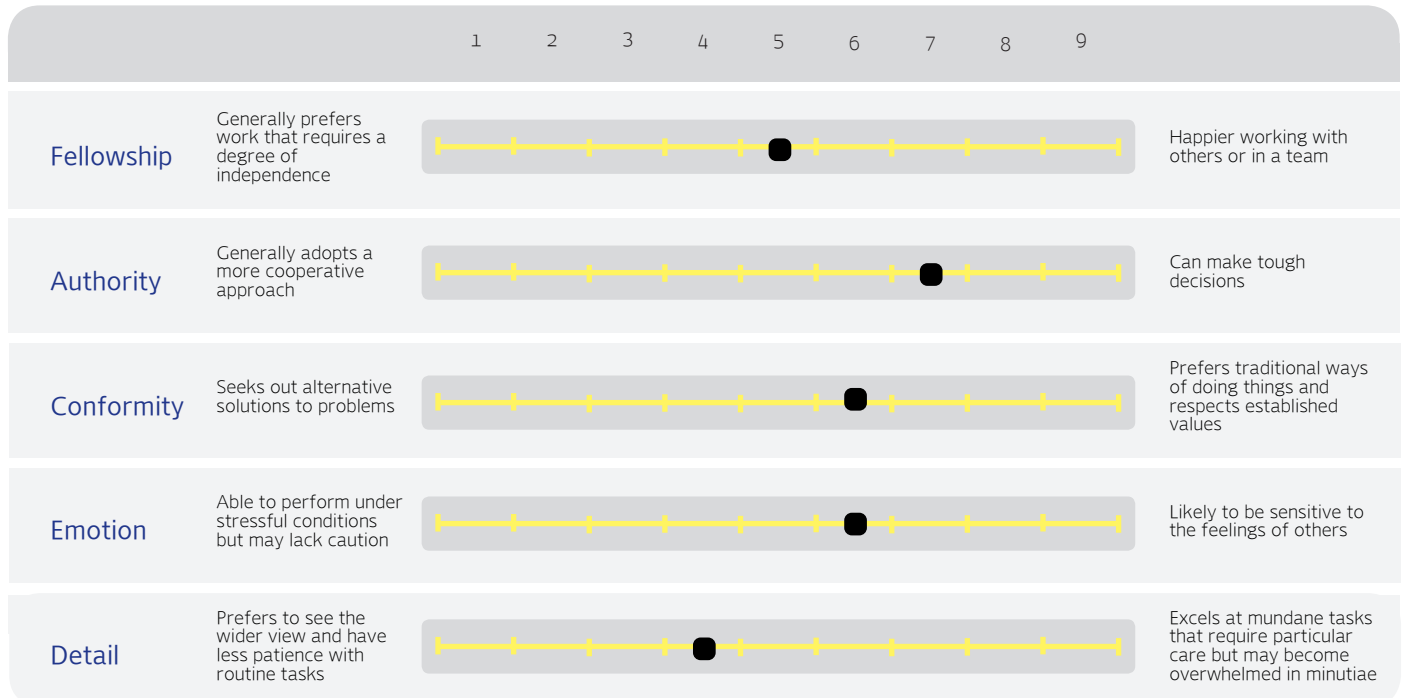 1 2 3 4 5 6 7 8 9
Fellowship
Generally prefers
work that requires a
degree of
independence
Happier working with
others or in a team
Authority
Generally adopts a
more cooperative
approach
Can make tough
decisions
Conformity
Seeks out alternative
solutions to problems
Prefers traditional ways
of doing things and
respects established
values
Emotion
Able to perform under
stressful conditions
but may lack caution
Likely to be sensitive to
the feelings of others
Detail
Prefers to see the
wider view and have
less patience with
routine tasks
Excels at mundane tasks
that require particular
care but may become
overwhelmed in minutiae